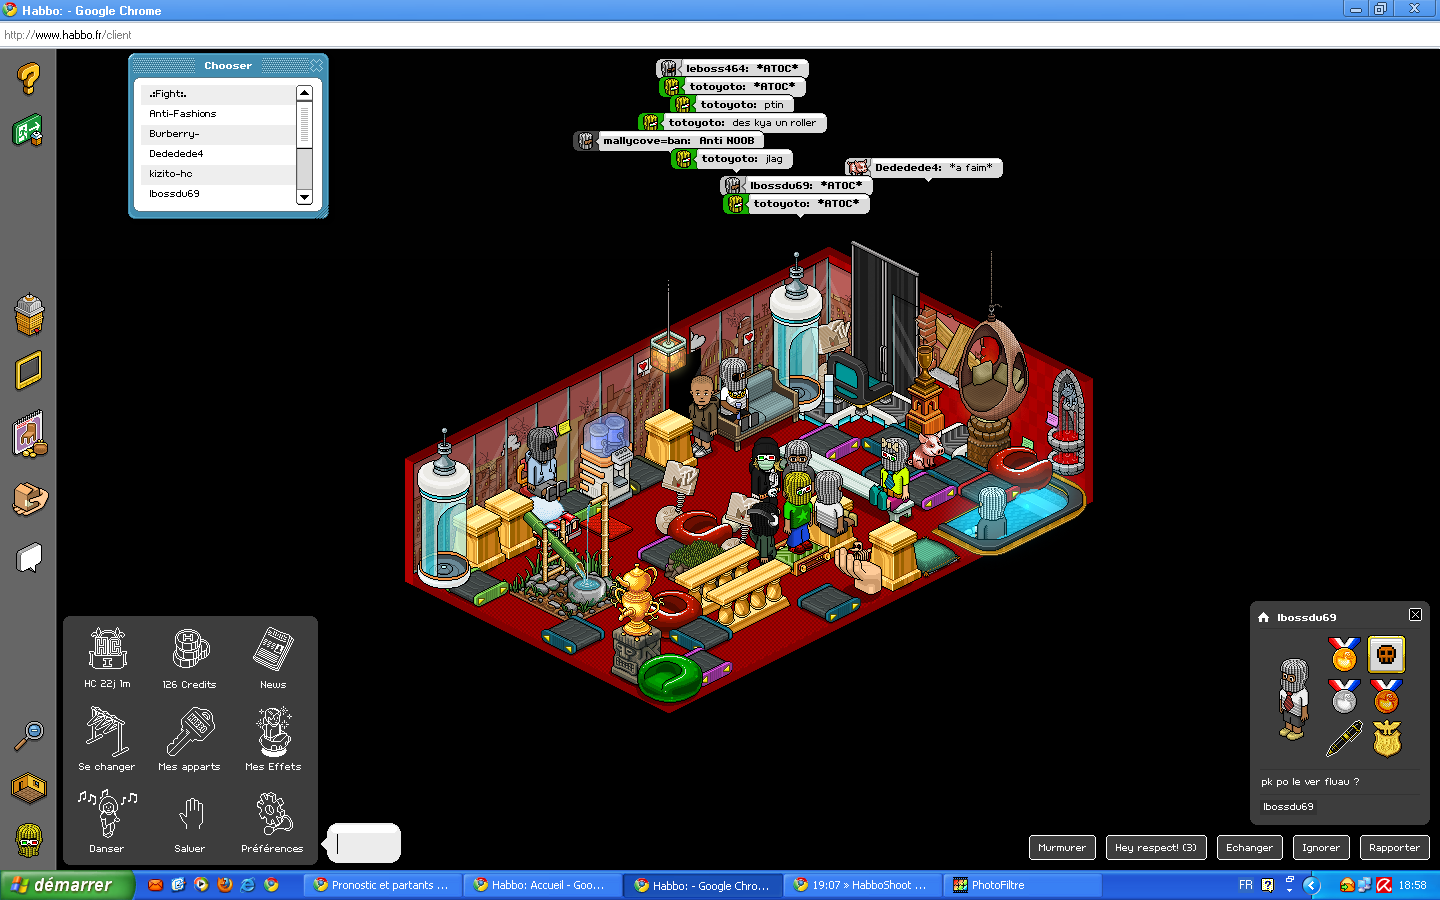 Habbo: - Google Chrome
http://www.habbo.fr/client
Chooser
.:Fight:.
Anti-Fashions
Burberry-
Dededede4
kizito-hc
lbossdu69
leboss464: *ATOC*
totoyoto: *ATOC*
totoyoto: ptin
totoyoto: des kya un roller
mallycove=ban: Anti NOOB
totoyoto: jlag
Dededede4: *a faim*
lbossdu69: *ATOC*
totoyoto: *ATOC*
HC 22j 1m
126 Credits
News
Se changer
Mes apparts
Mes Effets
Danser
Saluer
Préférences
lbossdu69
pk po le ver fluau ?
lbossdu69
Murmurer
Hey respect! (3)
Echanger
Ignorer
Rapporter
démarrer
Pronostic et partants ...
Habbo: Accueil - Goo...
Habbo: - Google Chro...
19:07 » HabboShoot ...
PhotoFiltre
FR
18:58